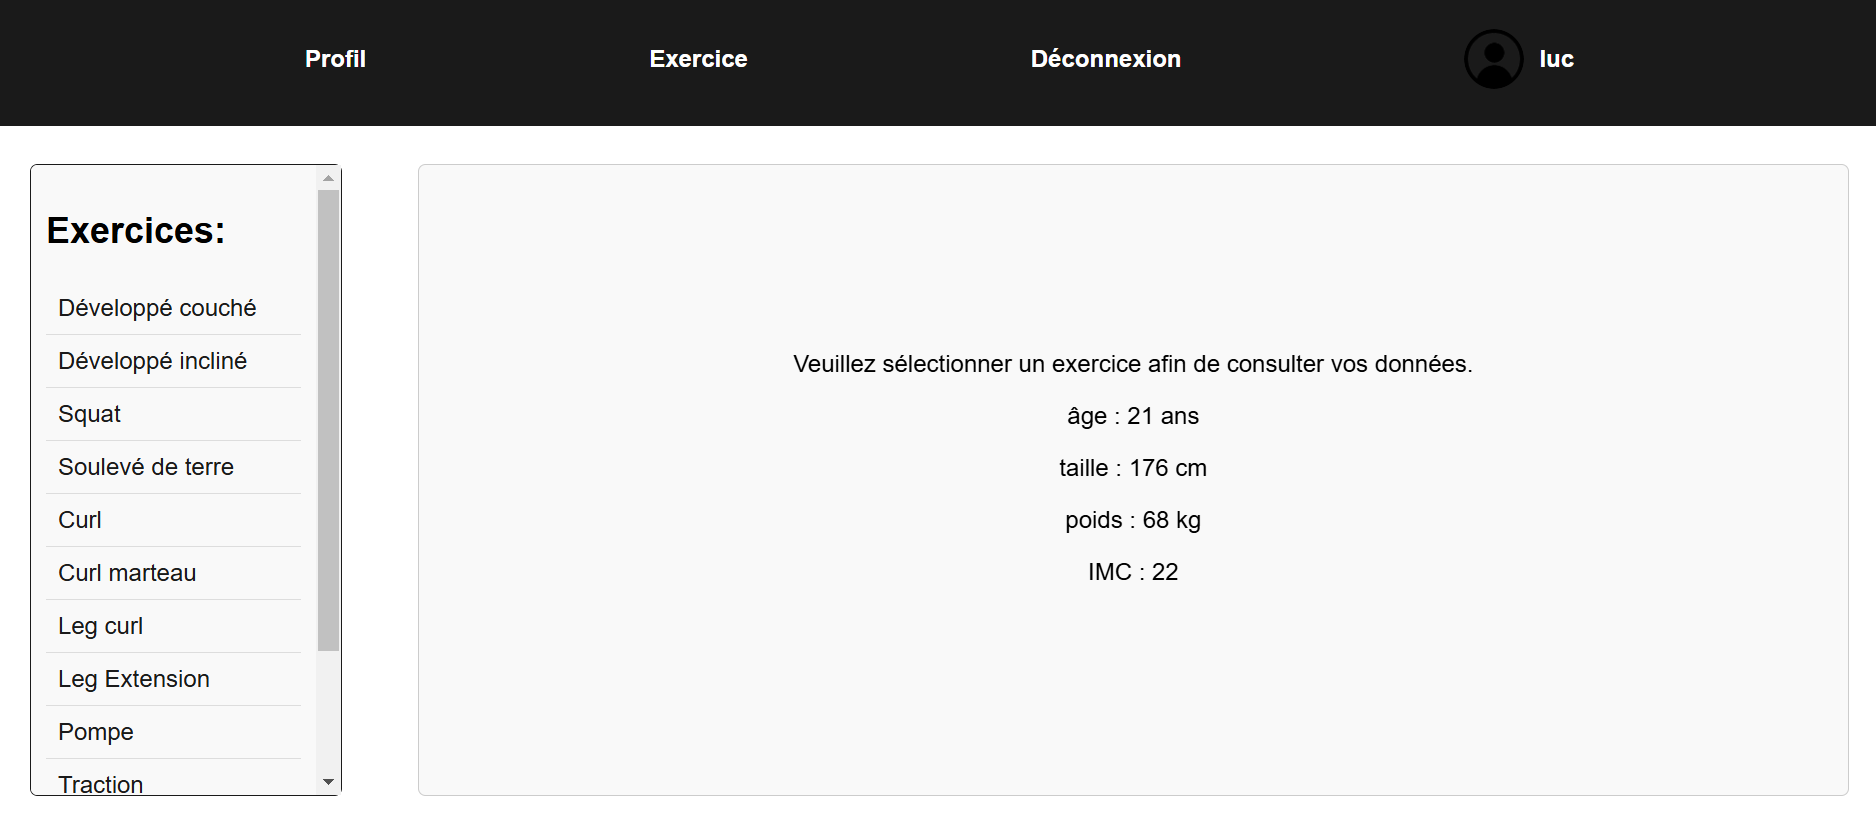 Profil
Exercice
Déconnexion
luc
Exercices:
Développé couché
Développé incliné
Squat
Soulevé de terre
Curl
Curl marteau
Leg curl
Leg Extension
Pompe
Traction
Veuillez sélectionner un exercice afin de consulter vos données.
âge : 21 ans
taille : 176 cm
poids : 68 kg
IMC : 22